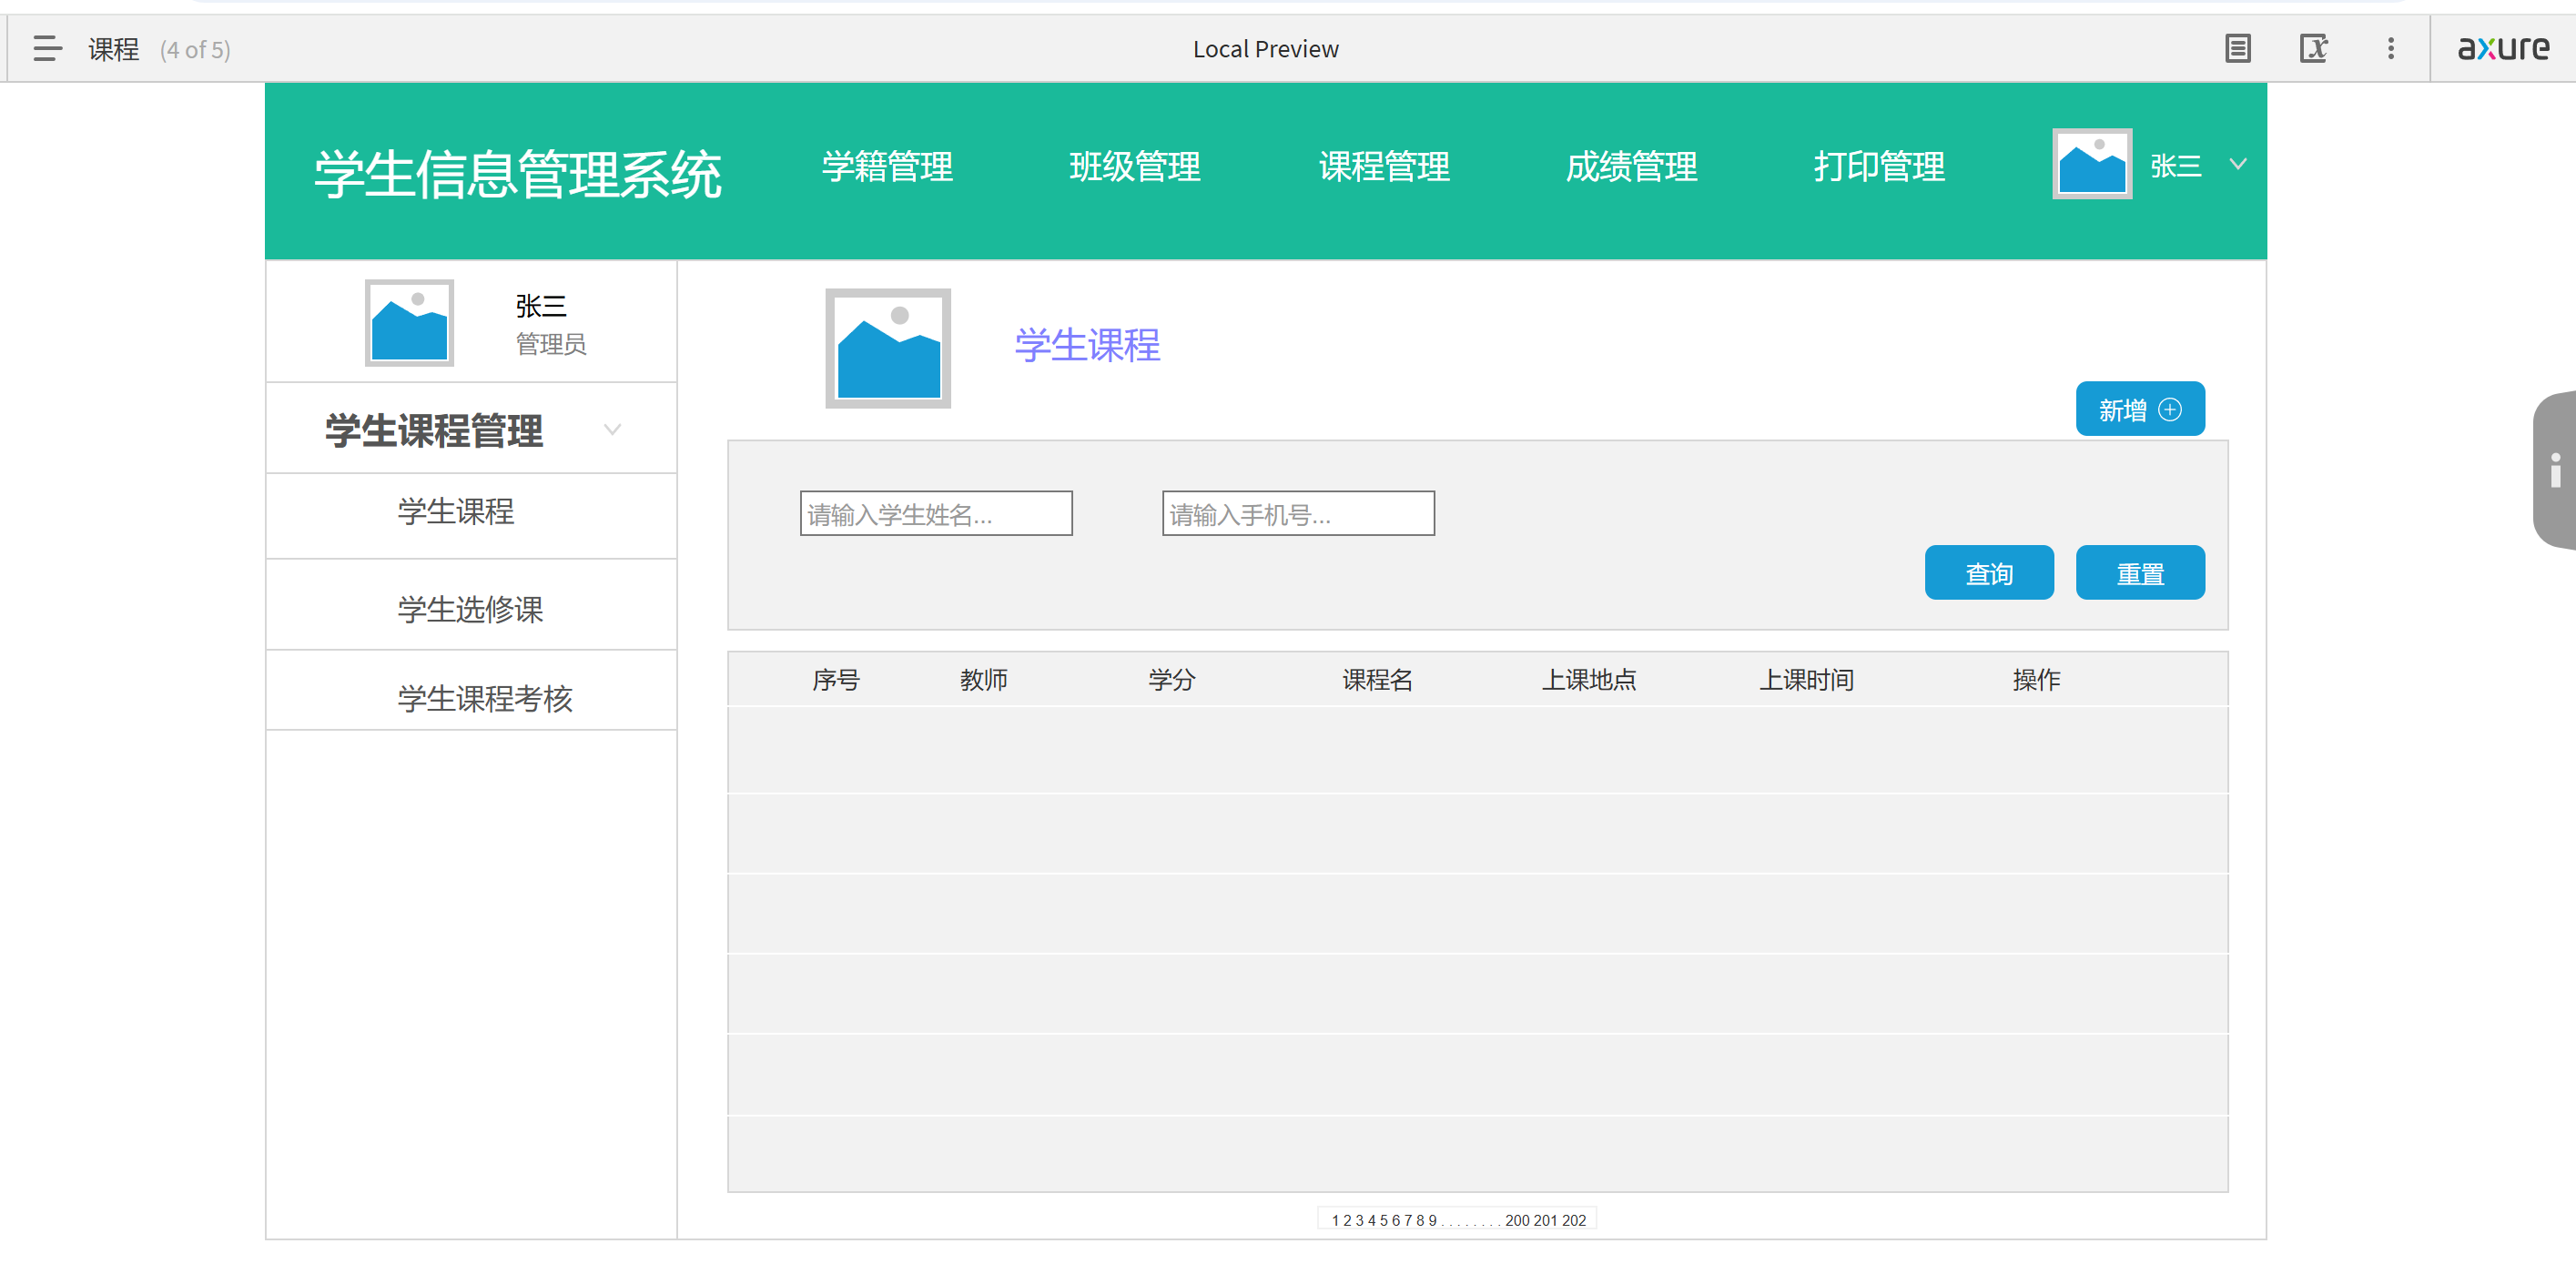 课程 (4 of 5) Local Preview axure
学生信息管理系统 学籍管理 班级管理 课程管理 成绩管理 打印管理 张三
张三
管理员
学生课程管理
学生课程
学生选修课
学生课程考核
学生课程
新增
请输入学生姓名... 请输入手机号...
查询 重置
序号 教师 学分 课程名 上课地点 上课时间 操作
1 2 3 4 5 6 7 8 9 . . . . . . . . 200 201 202